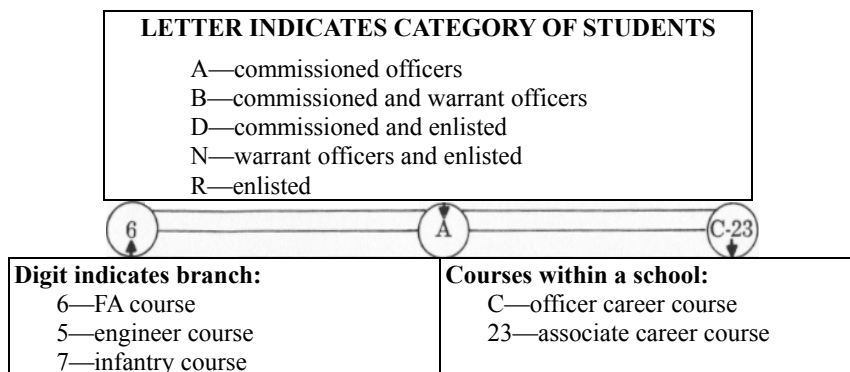 LETTER INDICATES CATEGORY OF STUDENTS
A—commissioned officers
B—commissioned and warrant officers
D—commissioned and enlisted
N—warrant officers and enlisted
R—enlisted
6 A C-23
Digit indicates branch:
6—FA course
5—engineer course
7—infantry course
Courses within a school:
C—officer career course
23—associate career course